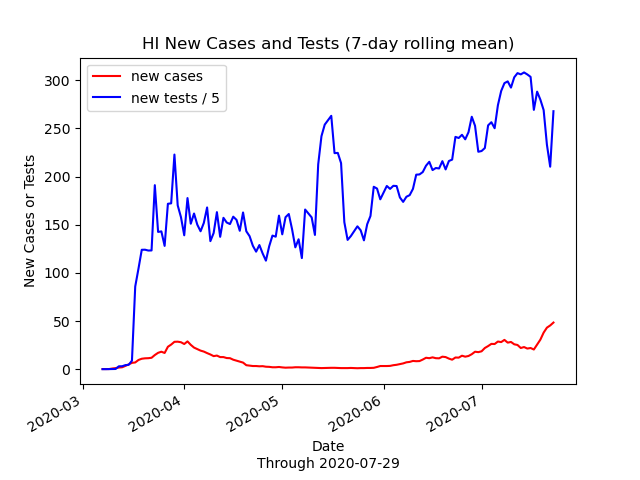 HI New Cases and Tests (7-day rolling mean)
new cases
new tests / 5
New Cases or Tests
300
250
200
150
100
50
0
2020-03
2020-04
2020-05
2020-06
2020-07
Date
Through 2020-07-29